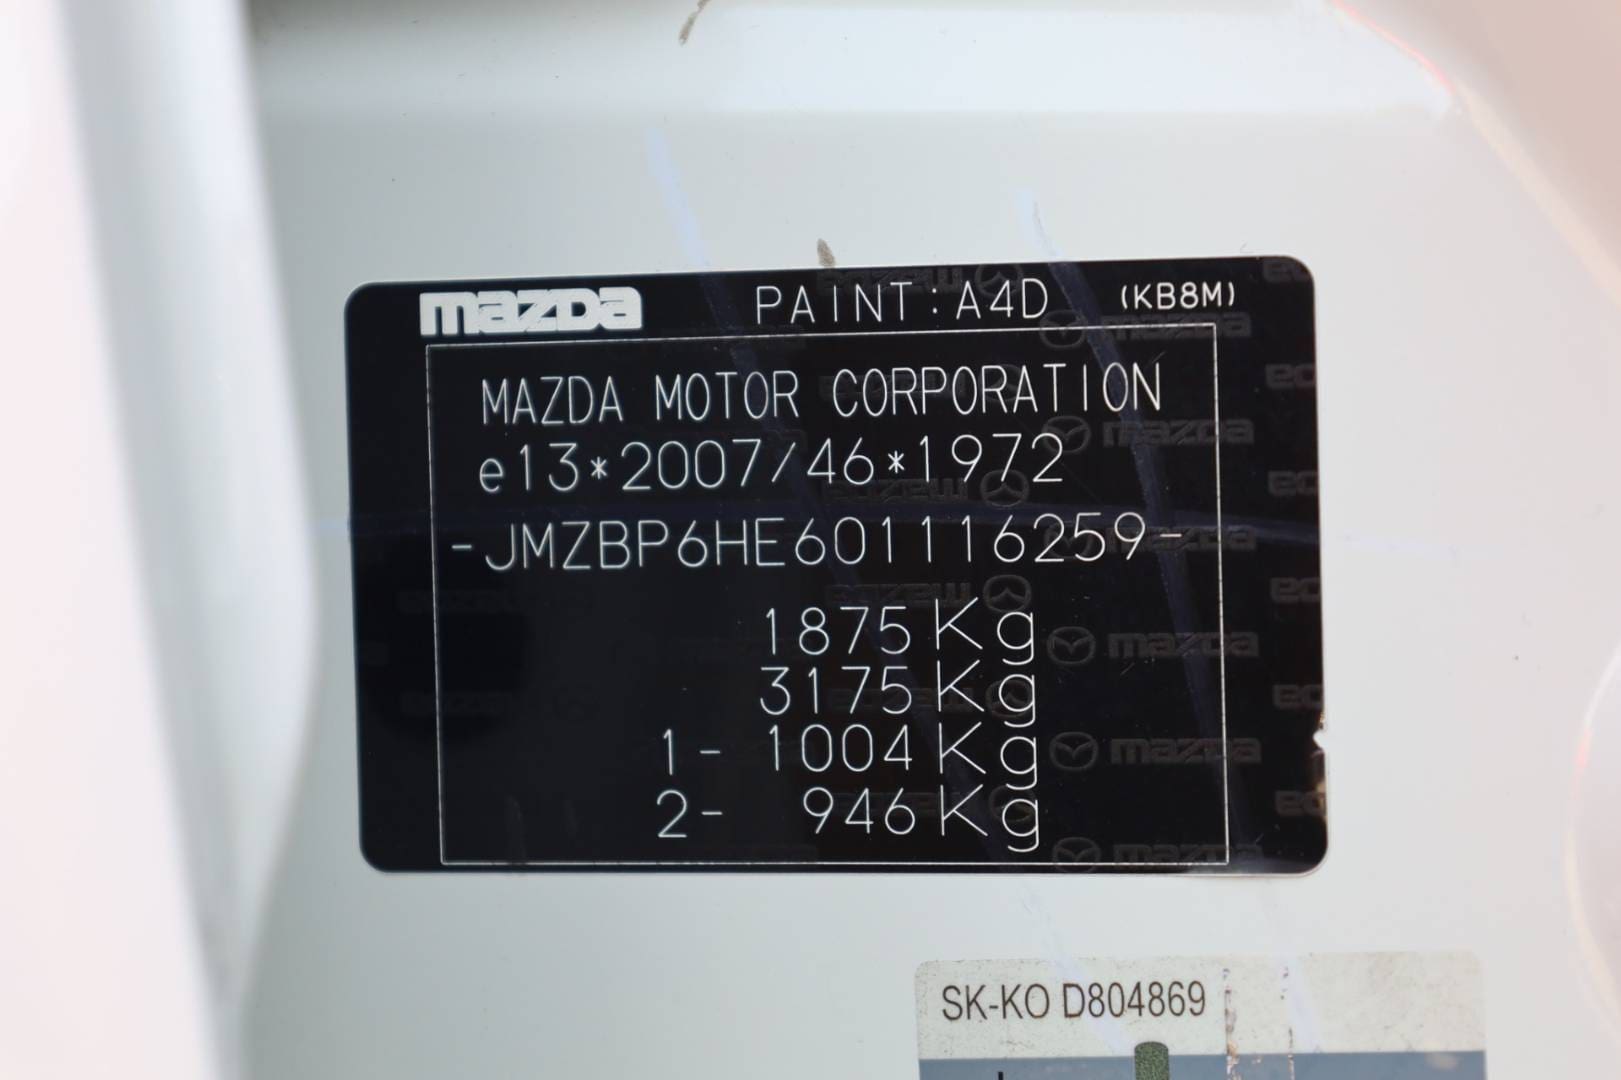 mazda PAINT:A4D (KB8M)
MAZDA MOTOR CORPORATION
e13*2007/46*1972
-JMZBP6HE601116259-
1875Kg
3175Kg
1- 1004Kg
2- 946Kg
SK-KO D804869